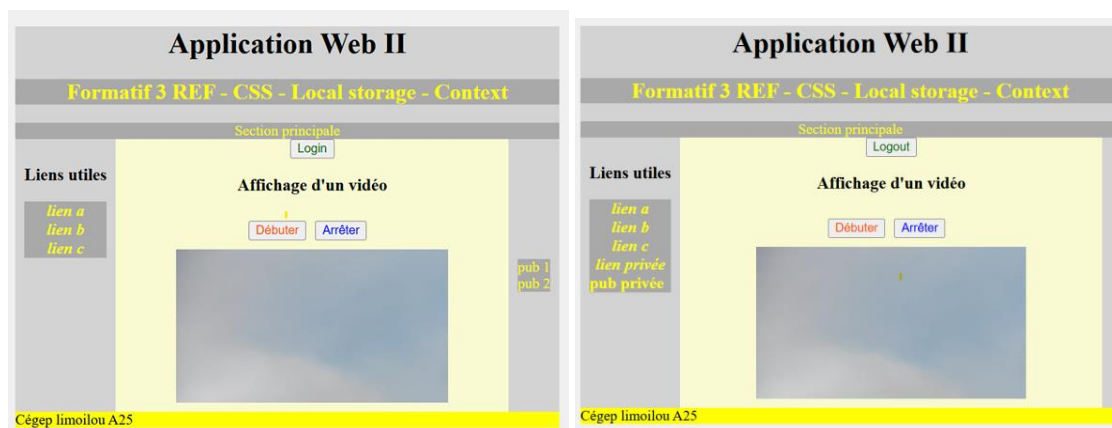 Application Web II
Formatif 3 REF - CSS - Local storage - Context
Section principale
Login
Liens utiles
Affichage d'un vidéo
lien a
lien b
lien c
Débuter
Arrêter
pub 1
pub 2
Cégep limoilou A25
Application Web II
Formatif 3 REF - CSS - Local storage - Context
Section principale
Logout
Liens utiles
Affichage d'un vidéo
lien a
lien b
lien c
lien privée
pub privée
Débuter
Arrêter
Cégep limoilou A25